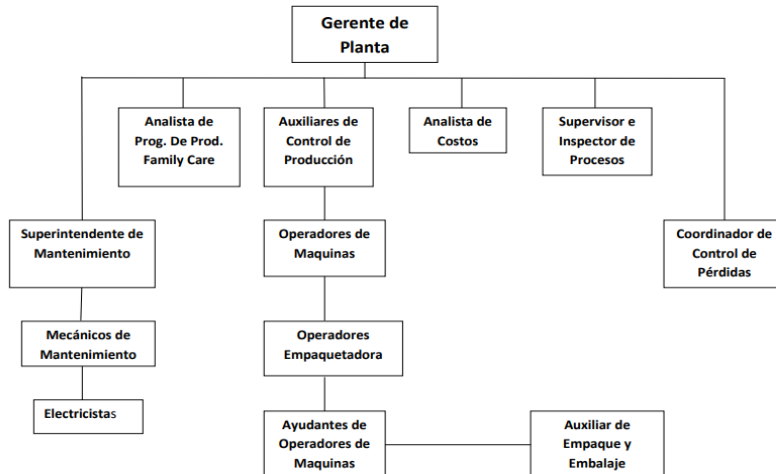 Gerente de
Planta
Analista de
Prog. De Prod.
Family Care
Auxiliares de
Control de
Producción
Analista de
Costos
Supervisor e
Inspector de
Procesos
Superintendente de
Mantenimiento
Operadores de
Maquinas
Coordinador de
Control de
Pérdidas
Mecánicos de
Mantenimiento
Operadores
Empaquetadora
Electricistas
Ayudantes de
Operadores de
Maquinas
Auxiliar de
Empaque y
Embalaje